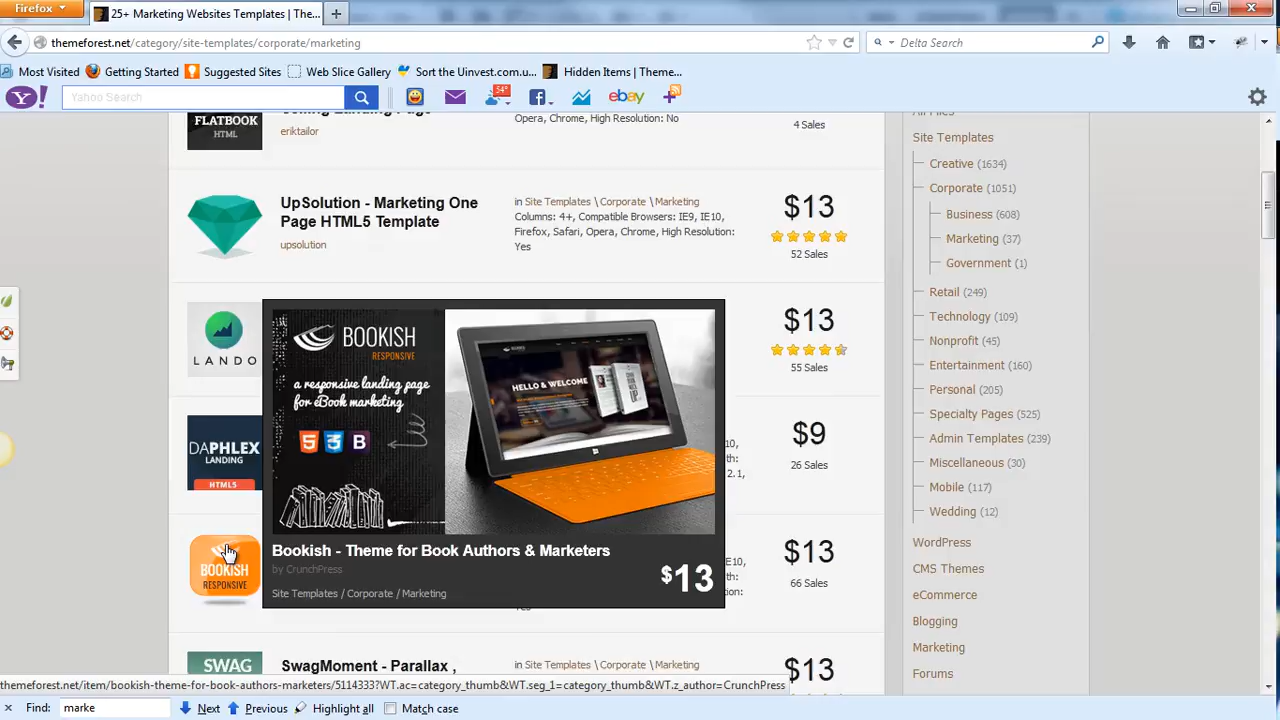 Firefox
25+ Marketing Websites Templates | The...
themeforest.net/category/site-templates/corporate/marketing
Delta Search
Most Visited
Getting Started
Suggested Sites
Web Slice Gallery
Sort the Uinvest.com.u...
Hidden Items | Theme...
Y!
Yahoo Search
54°
ebay
FLATBOOK
HTML
eriktailor
Opera, Chrome, High Resolution: No
4 Sales
UpSolution - Marketing One
Page HTML5 Template
upsolution
in Site Templates \ Corporate \ Marketing
Columns: 4+, Compatible Browsers: IE9, IE10,
Firefox, Safari, Opera, Chrome, High Resolution:
Yes
$13
52 Sales
LANDO
$13
55 Sales
DAPHLEX
LANDING
HTML5
$9
26 Sales
BOOKISH
RESPONSIVE
$13
66 Sales
BOOKISH
RESPONSIVE
a responsive landing page
for eBook marketing
5 3 B
HELLO & WELCOME
Bookish - Theme for Book Authors & Marketers
by CrunchPress
Site Templates / Corporate / Marketing
$13
SWAG
SwagMoment - Parallax ,
in Site Templates \ Corporate \ Marketing
$13
Site Templates
Creative (1634)
Corporate (1051)
Business (608)
Marketing (37)
Government (1)
Retail (249)
Technology (109)
Nonprofit (45)
Entertainment (160)
Personal (205)
Specialty Pages (525)
Admin Templates (239)
Miscellaneous (30)
Mobile (117)
Wedding (12)
WordPress
CMS Themes
eCommerce
Blogging
Marketing
Forums
themeforest.net/item/bookish-theme-for-book-authors-marketers/5114333?WT.ac=category_thumb&WT.seg_1=category_thumb&WT.z_author=CrunchPress
Find: marke
Next
Previous
Highlight all
Match case